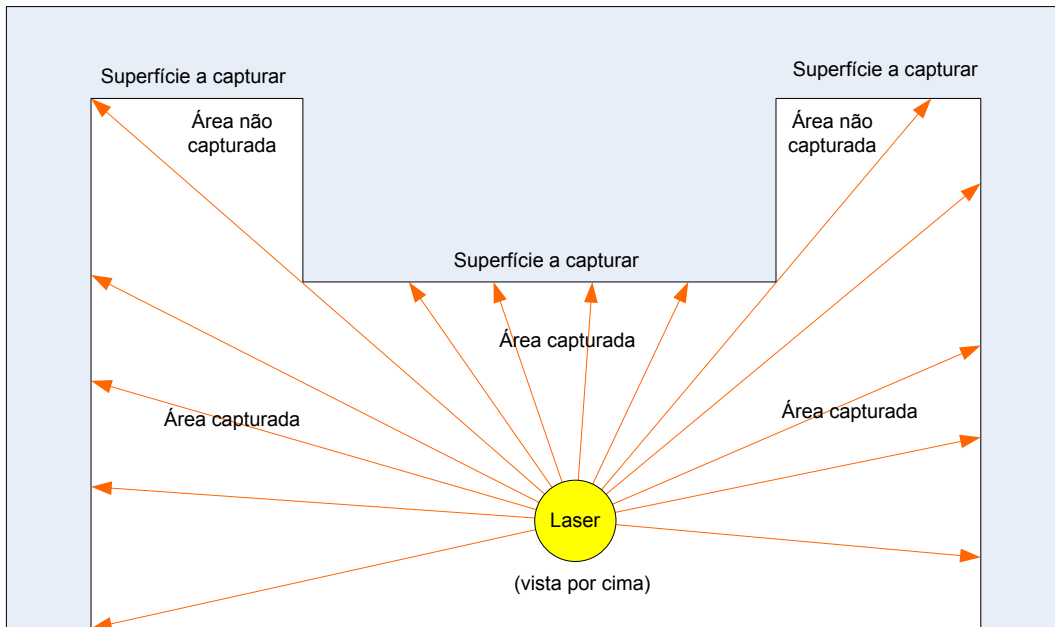 Superfície a capturar
Superfície a capturar
Área não
capturada
Área não
capturada
Superfície a capturar
Área capturada
Área capturada
Área capturada
Laser
(vista por cima)